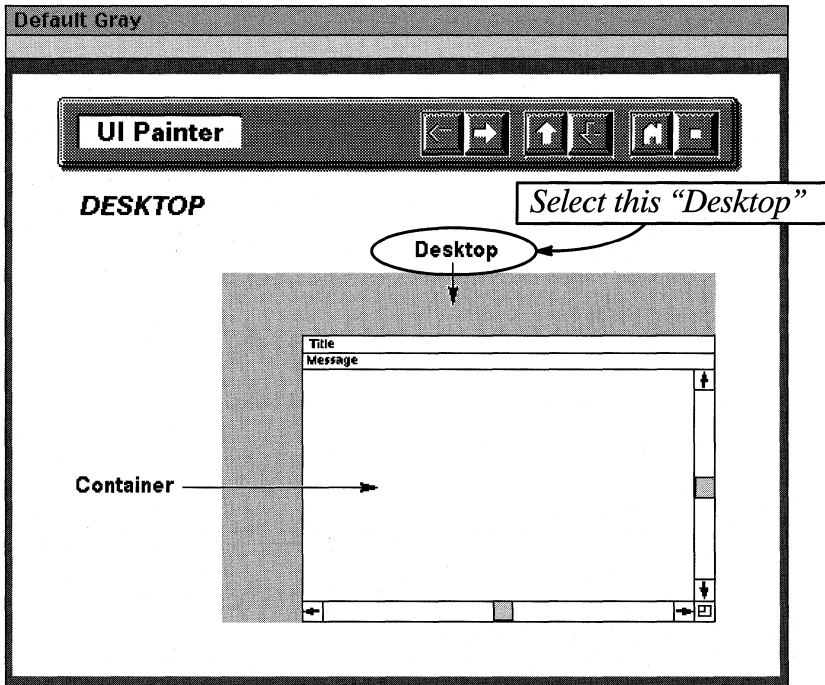 Default Gray
UI Painter
DESKTOP
Select this “Desktop”
Desktop
Title
Message
Container